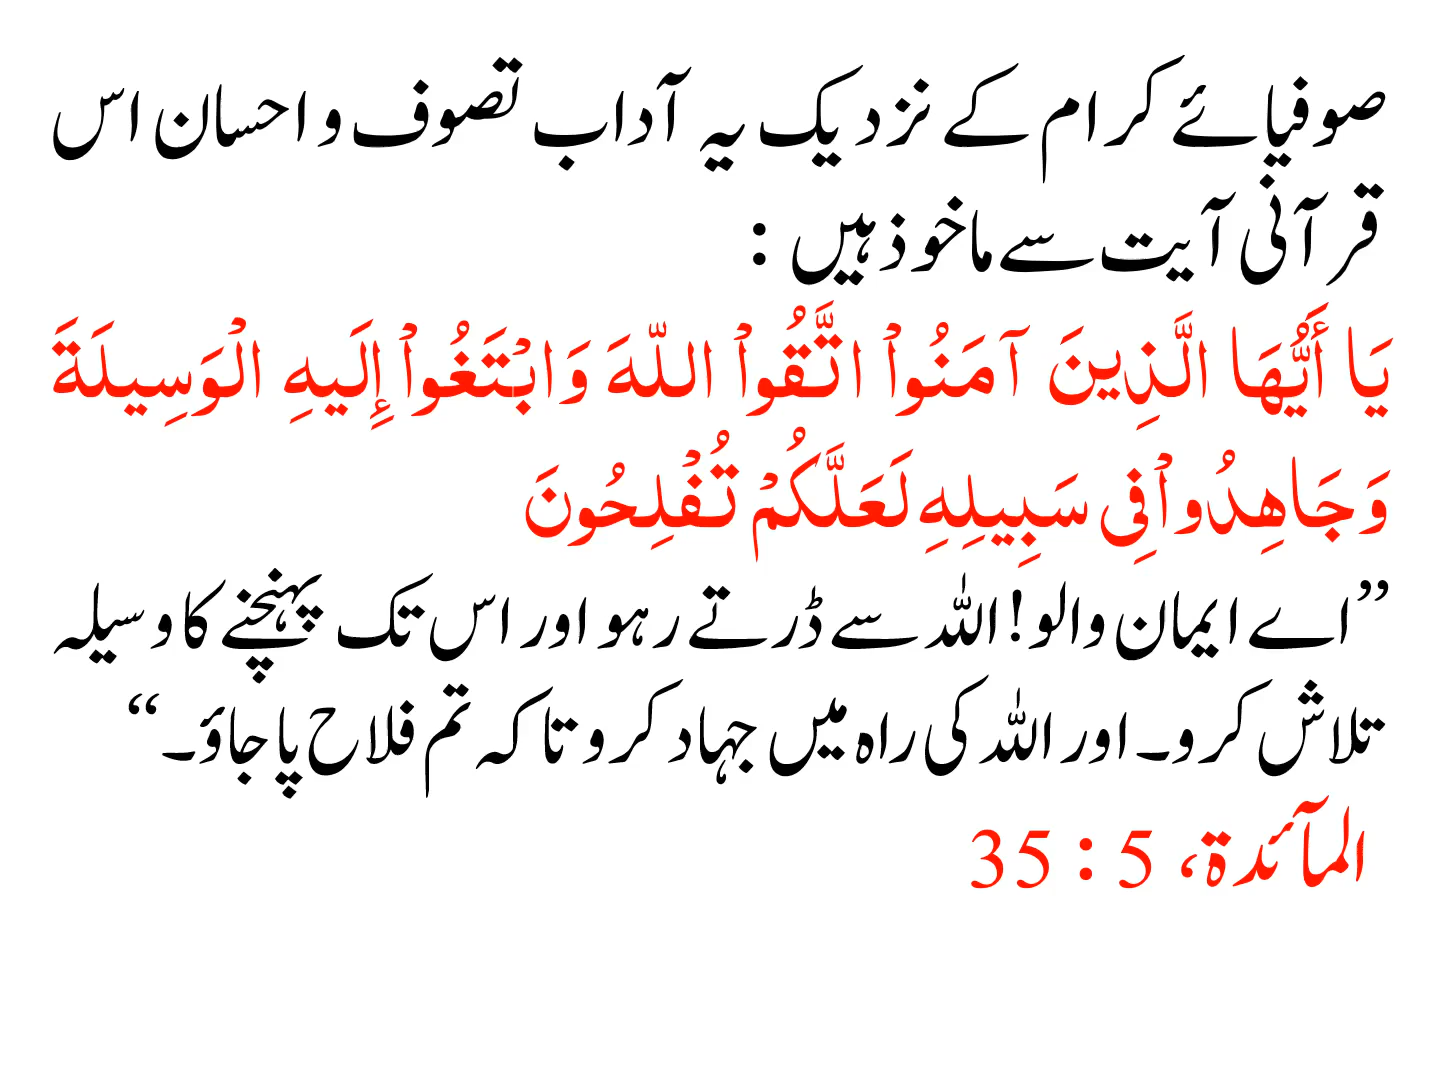 صوفیائے کرام کے نزدیک یہ آداب تصوف و احسان اس
قرآنی آیت سے ماخوذ ہیں :
يَا أَيُّهَا الَّذِينَ آمَنُواْ اتَّقُواْ اللّهَ وَابْتَغُواْ إِلَيهِ الْوَسِيلَةَ
وَجَاهِدُواْ فِي سَبِيلِهِ لَعَلَّكُمْ تُفْلِحُونَ
”اے ایمان والو! اللہ سے ڈرتے رہو اور اس تک پہنچنے کا وسیلہ
تلاش کرو۔ اور اللہ کی راہ میں جہاد کرو تاکہ تم فلاح پا جاؤ۔“
المآئدۃ، 5 : 35